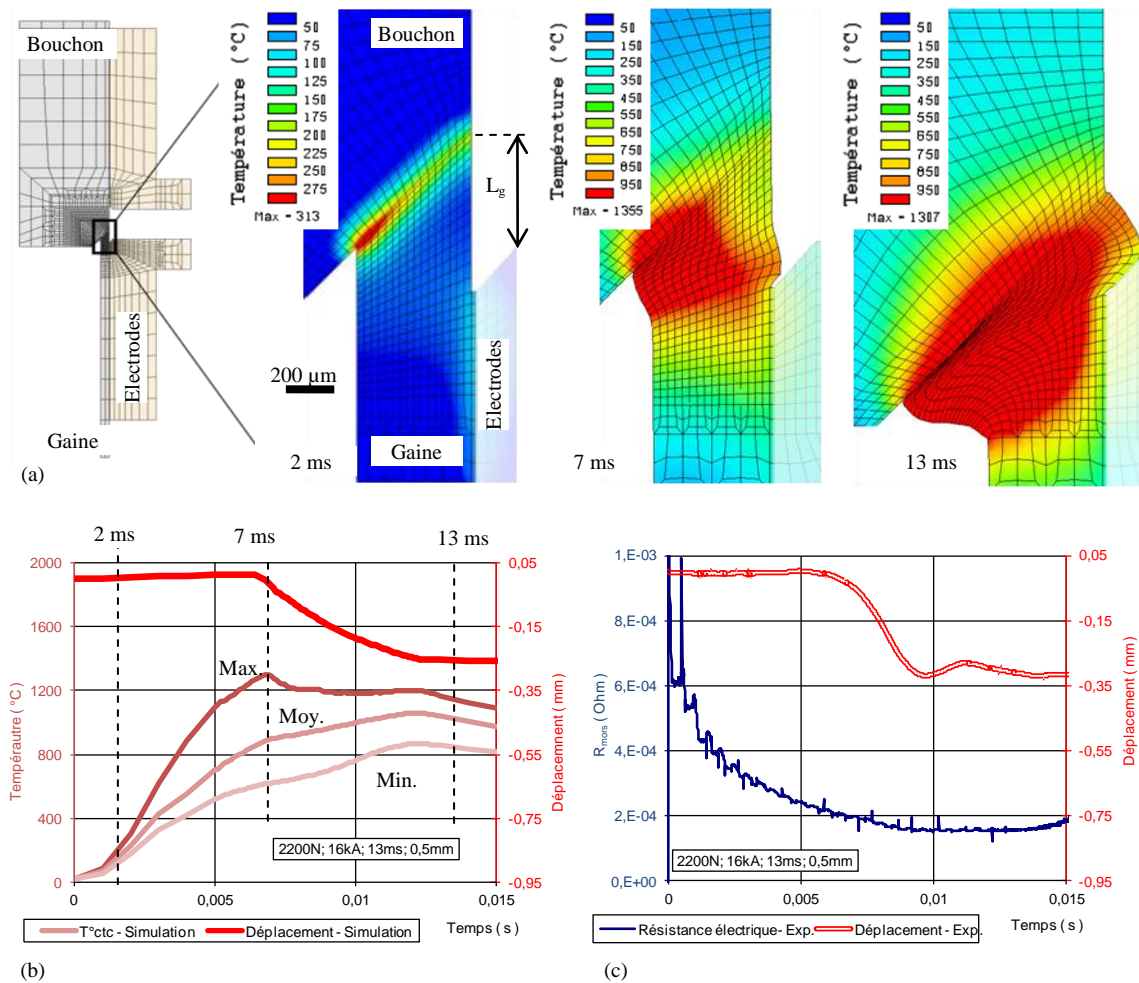 Bouchon
Electrodes
Gaine
(a)
Température (°C)
50
75
100
125
150
175
200
225
250
275
Max - 313
Bouchon
Lg
200 µm
Electrodes
2 ms
Gaine
Température (°C)
50
150
250
350
450
650
750
850
950
Max - 1355
7 ms
Température (°C)
50
150
250
350
450
650
750
850
950
Max - 1307
13 ms
2 ms
7 ms
13 ms
Tempéraütre ( °C)
2000
1600
1200
800
400
0
Max.
Moy.
Min.
2200N; 16kA; 13ms; 0,5mm
0,05
-0,05
-0,15
-0,35
-0,55
-0,75
-0,95
Déplacemnent ( mm)
0
0,005
0,01
0,015
T°ctc - Simulation
Déplacement - Simulation
Temps ( s )
(b)
Rmors ( Ohm )
1,E-03
8,E-04
6,E-04
4,E-04
2,E-04
0,E+00
2200N; 16kA; 13ms; 0,5mm
0,05
-0,15
-0,35
-0,55
-0,75
-0,95
Déplacement ( mm)
0
0,005
0,01
0,015
Temps ( s )
Résistance électrique- Exp.
Déplacement - Exp.
(c)